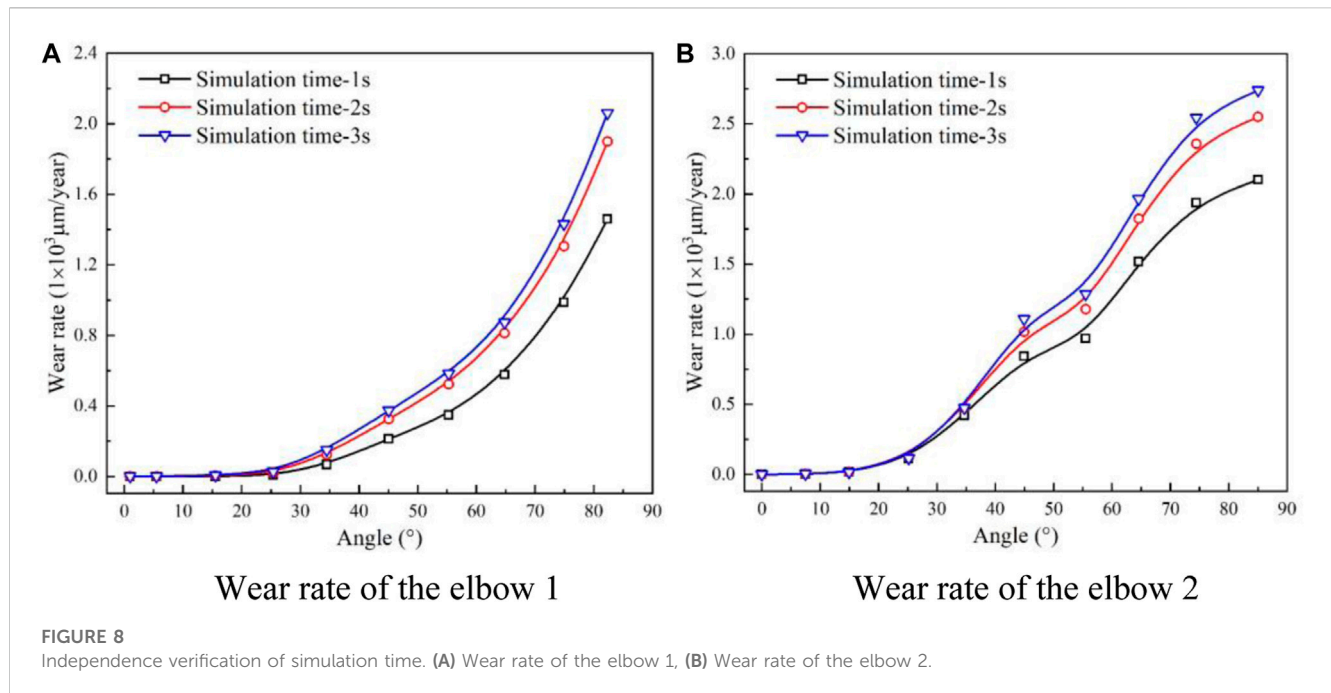 A
2.4
2.0
1.6
1.2
0.8
0.4
0.0
Wear rate (1×10³μm/year)
Simulation time-1s
Simulation time-2s
Simulation time-3s
0 10 20 30 40 50 60 70 80 90
Angle (°)
Wear rate of the elbow 1
B
3.0
2.5
2.0
1.5
1.0
0.5
0.0
Wear rate (1×10³μm/year)
Simulation time-1s
Simulation time-2s
Simulation time-3s
0 10 20 30 40 50 60 70 80 90
Angle (°)
Wear rate of the elbow 2
FIGURE 8
Independence verification of simulation time. (A) Wear rate of the elbow 1, (B) Wear rate of the elbow 2.